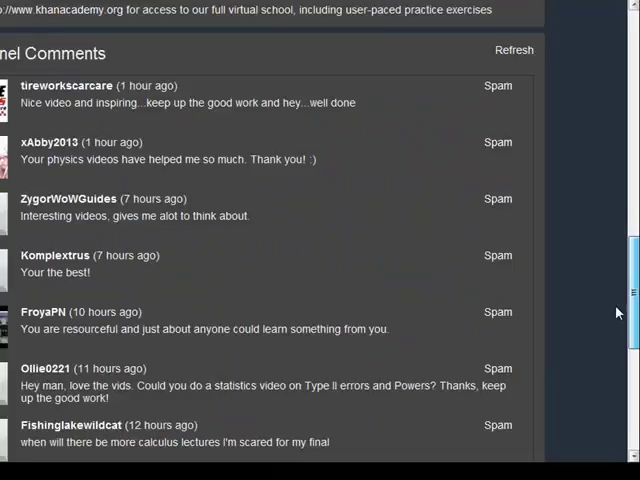 p://www.khanacademy.org for access to our full virtual school, including user-paced practice exercises
nel Comments
Refresh
tireworkscarcare (1 hour ago)
Spam
Nice video and inspiring...keep up the good work and hey...well done
xAbby2013 (1 hour ago)
Spam
Your physics videos have helped me so much. Thank you! :)
ZygorWoWGuides (7 hours ago)
Spam
Interesting videos, gives me alot to think about.
Komplextrus (7 hours ago)
Spam
Your the best!
FroyaPN (10 hours ago)
Spam
You are resourceful and just about anyone could learn something from you.
Ollie0221 (11 hours ago)
Spam
Hey man, love the vids. Could you do a statistics video on Type II errors and Powers? Thanks, keep
up the good work!
Fishinglakewildcat (12 hours ago)
Spam
when will there be more calculus lectures I'm scared for my final